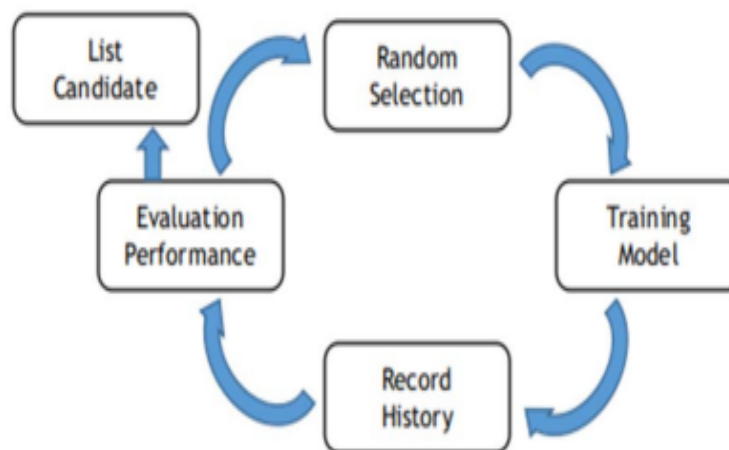 List
Candidate
Random
Selection
Evaluation
Performance
Training
Model
Record
History